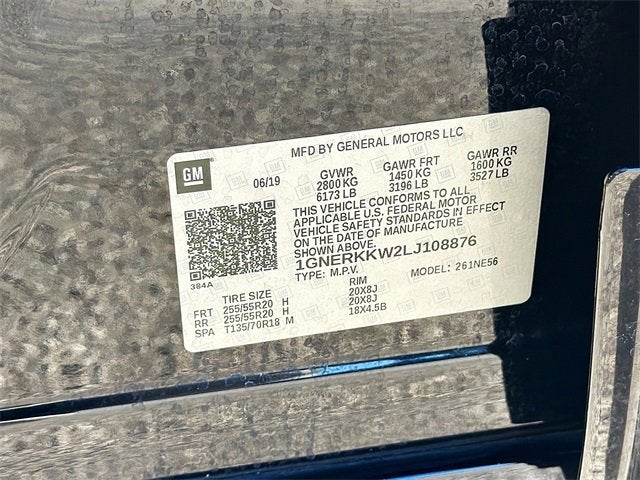 MFD BY GENERAL MOTORS LLC
GM
06/19
GVWR GAWR FRT GAWR RR
2800 KG 1450 KG 1600 KG
6173 LB 3196 LB 3527 LB
THIS VEHICLE CONFORMS TO ALL
APPLICABLE U.S. FEDERAL MOTOR
VEHICLE SAFETY STANDARDS IN EFFECT
ON THE DATE OF MANUFACTURE
SHOWN ABOVE.
1GNERKKW2LJ108876
TYPE: M.P.V. MODEL: 261NE56
384A
TIRE SIZE RIM
FRT 255/55R20 H 20X8J
RR 255/55R20 H 20X8J
SPA T135/70R18 M 18X4.5B